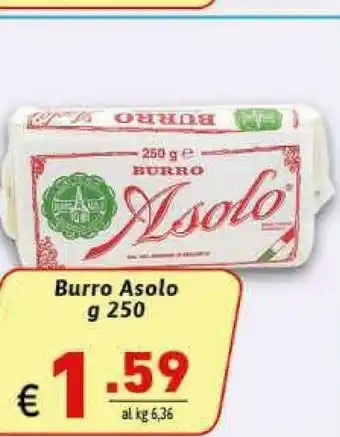 BURRO
250 g e
BURRO
Asolo
Burro Asolo
g 250
€ 1.59
al kg 6,36